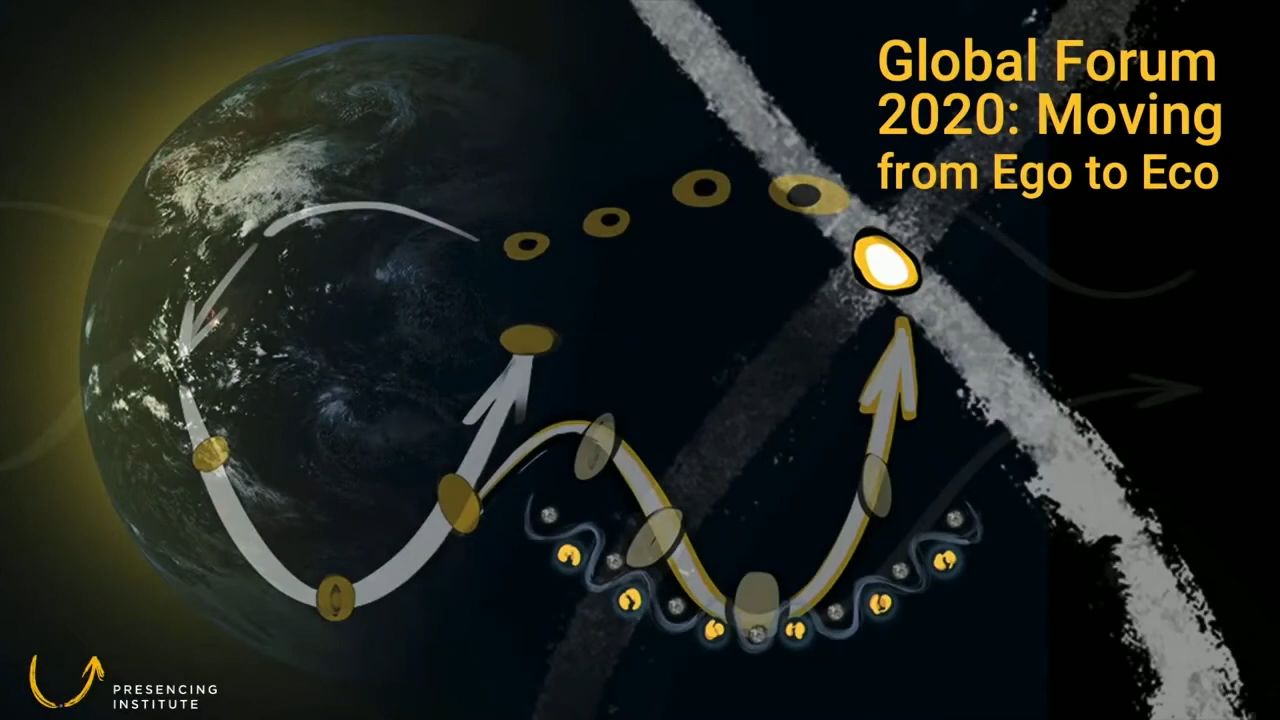 Global Forum
2020: Moving
from Ego to Eco
PRESENCING
INSTITUTE